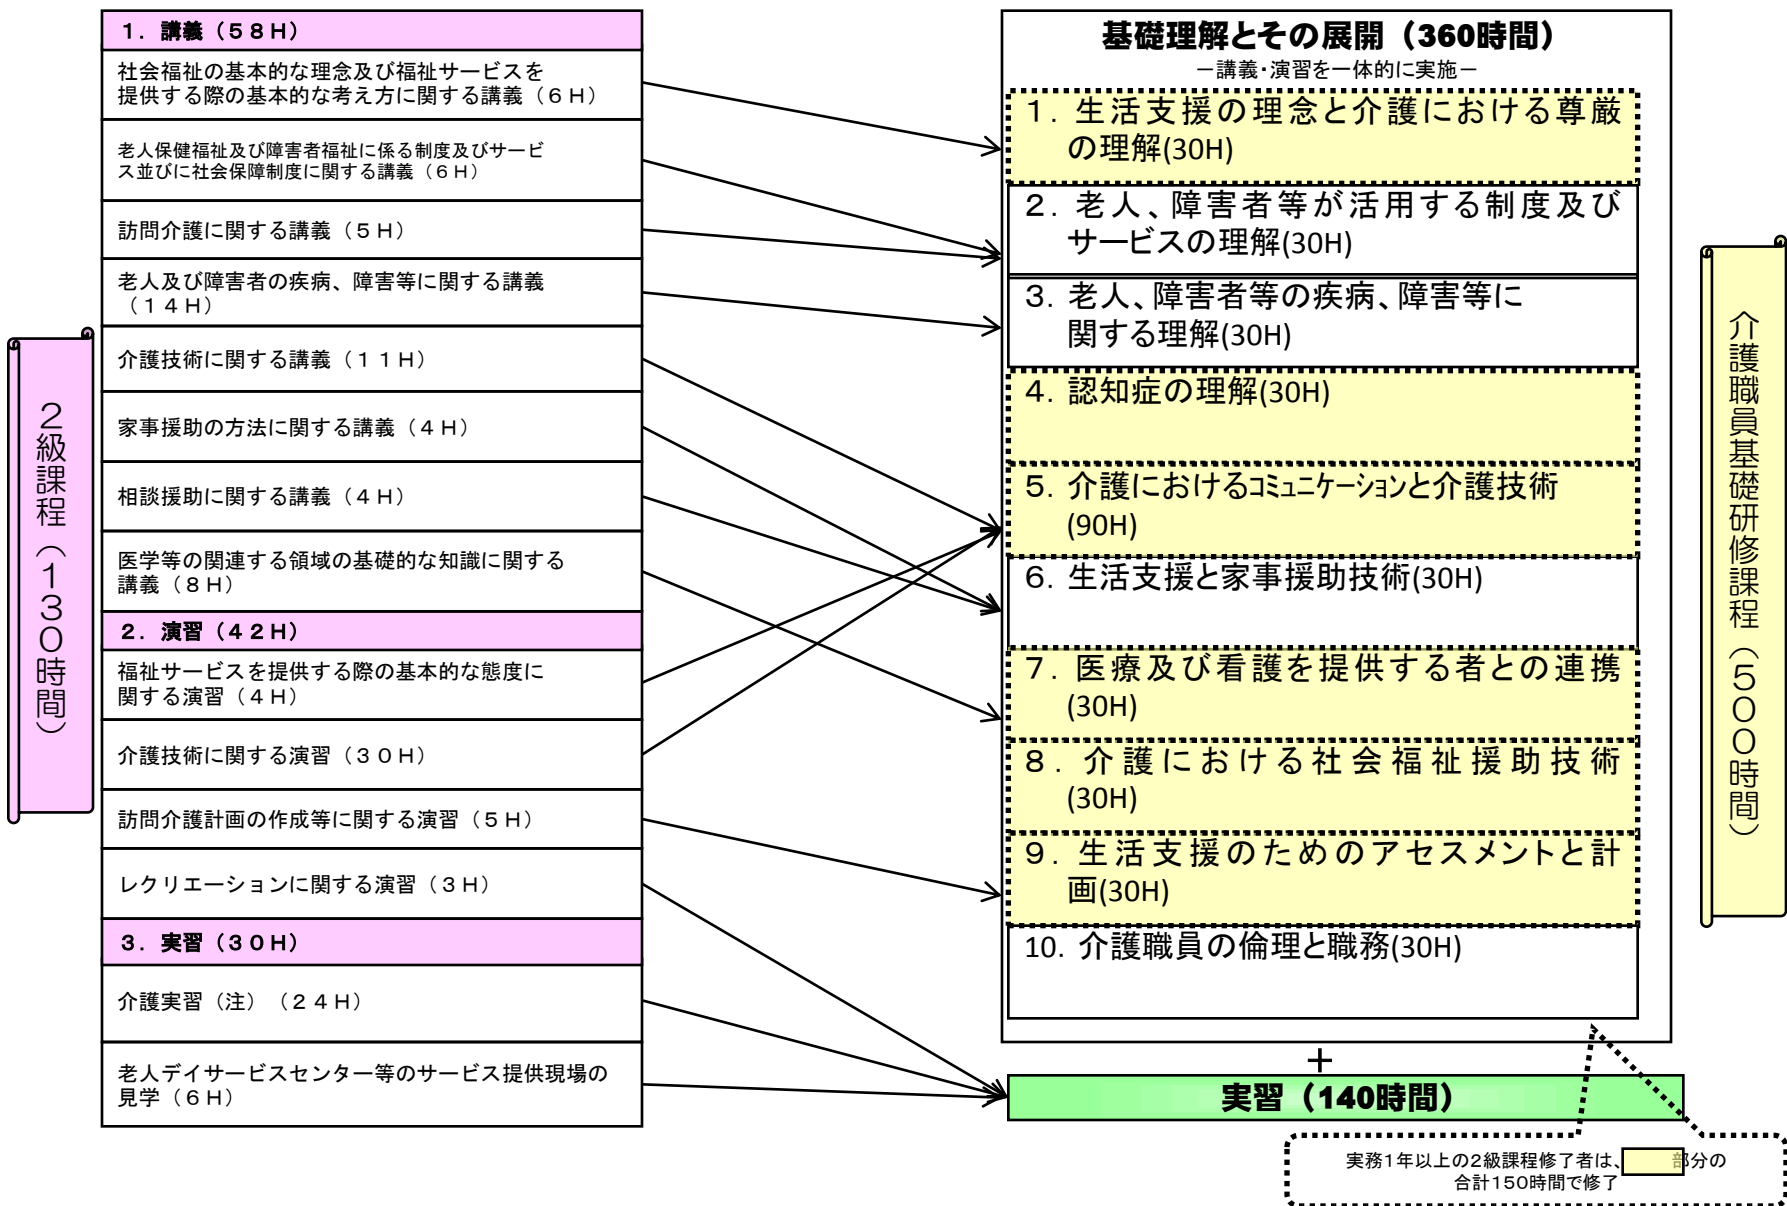 ２級課程（１３０時間）
１．講義（５８Ｈ）
社会福祉の基本的な理念及び福祉サービスを
提供する際の基本的な考え方に関する講義（６Ｈ）
老人保健福祉及び障害者福祉に係る制度及びサービ
ス並びに社会保障制度に関する講義（６Ｈ）
訪問介護に関する講義（５Ｈ）
老人及び障害者の疾病、障害等に関する講義
（１４Ｈ）
介護技術に関する講義（１１Ｈ）
家事援助の方法に関する講義（４Ｈ）
相談援助に関する講義（４Ｈ）
医学等の関連する領域の基礎的な知識に関する
講義（８Ｈ）
２．演習（４２Ｈ）
福祉サービスを提供する際の基本的な態度に
関する演習（４Ｈ）
介護技術に関する演習（３０Ｈ）
訪問介護計画の作成等に関する演習（５Ｈ）
レクリエーションに関する演習（３Ｈ）
３．実習（３０Ｈ）
介護実習（注）（２４Ｈ）
老人デイサービスセンター等のサービス提供現場の
見学（６Ｈ）
基礎理解とその展開（360時間）
－講義・演習を一体的に実施－
１．生活支援の理念と介護における尊厳
の理解(30H)
２．老人、障害者等が活用する制度及び
サービスの理解(30H)
３．老人、障害者等の疾病、障害等に
関する理解(30H)
４．認知症の理解(30H)
５．介護におけるｺﾐｭﾆｹｰｼｮﾝと介護技術
(90H)
６．生活支援と家事援助技術(30H)
７．医療及び看護を提供する者との連携
(30H)
８．介護における社会福祉援助技術
(30H)
９．生活支援のためのアセスメントと計
画(30H)
10．介護職員の倫理と職務(30H)
＋
実習（140時間）
実務１年以上の２級課程修了者は、　　部分の
合計１５０時間で修了
介護職員基礎研修課程（５００時間）